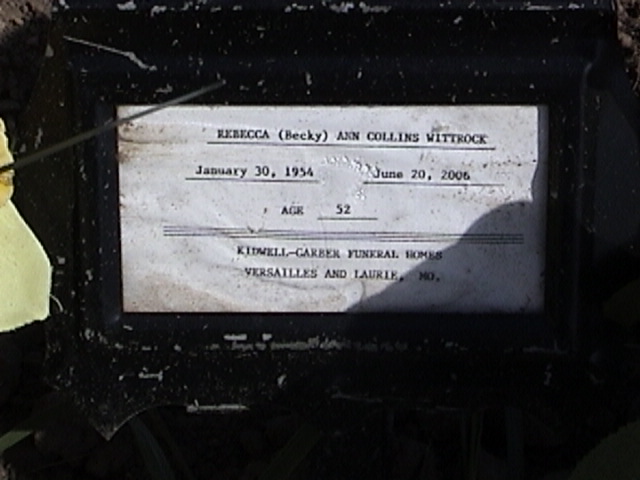 REBECCA (Becky) ANN COLLINS WITTROCK
January 30, 1954 June 20, 2006
AGE 52
KIDWELL-GARBER FUNERAL HOMES
VERSAILLES AND LAURIE, MO.